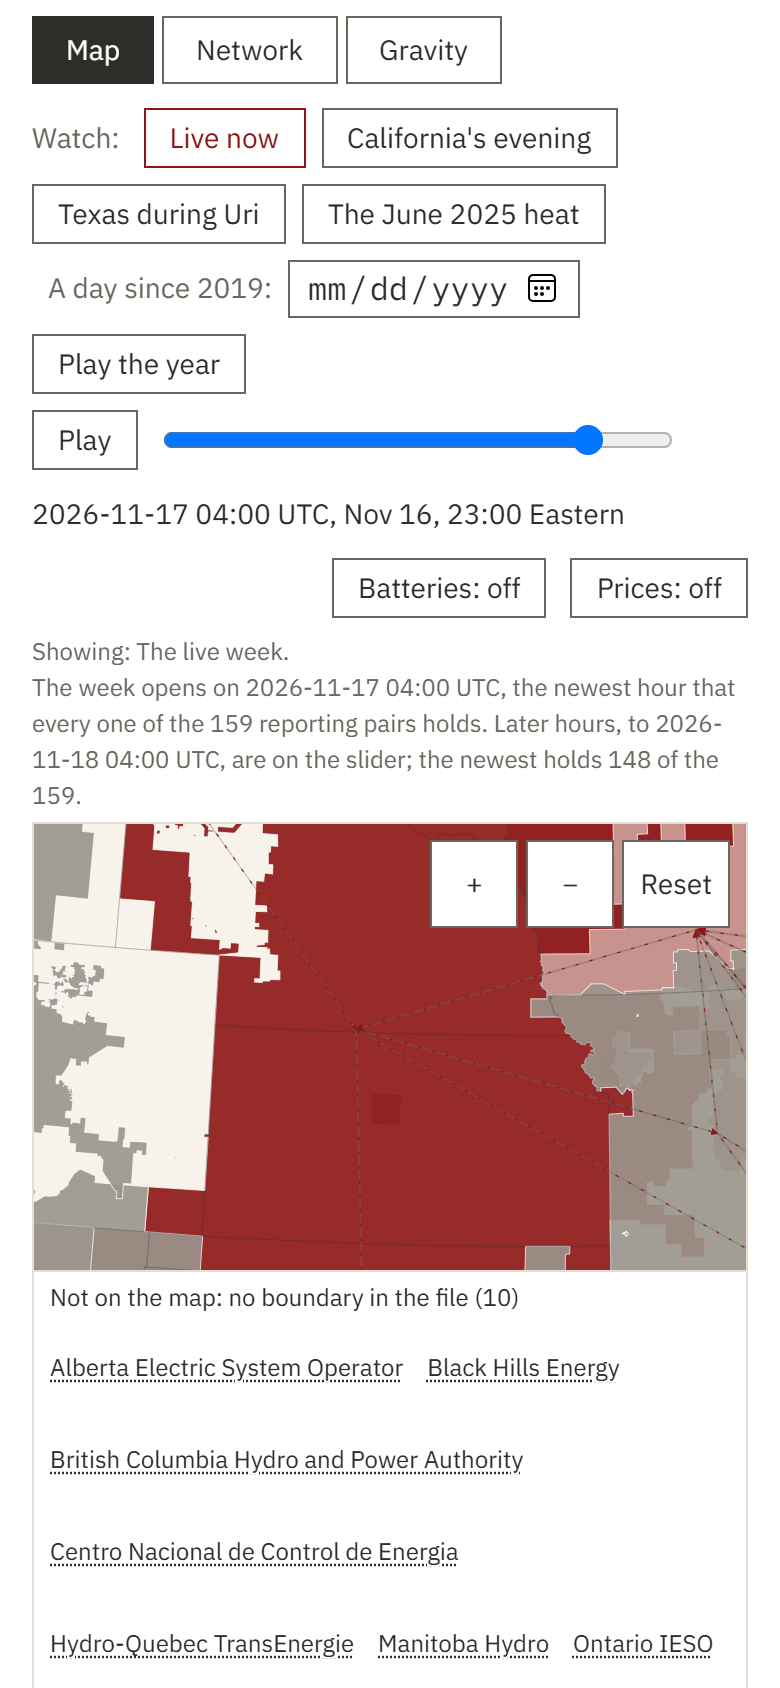 Map Network Gravity
Watch: Live now California's evening
Texas during Uri The June 2025 heat
A day since 2019: mm/dd/yyyy
Play the year
Play
2026-11-17 04:00 UTC, Nov 16, 23:00 Eastern
Batteries: off Prices: off
Showing: The live week.
The week opens on 2026-11-17 04:00 UTC, the newest hour that
every one of the 159 reporting pairs holds. Later hours, to 2026-
11-18 04:00 UTC, are on the slider; the newest holds 148 of the
159.
+ − Reset
Not on the map: no boundary in the file (10)
Alberta Electric System Operator Black Hills Energy
British Columbia Hydro and Power Authority
Centro Nacional de Control de Energia
Hydro-Quebec TransEnergie Manitoba Hydro Ontario IESO